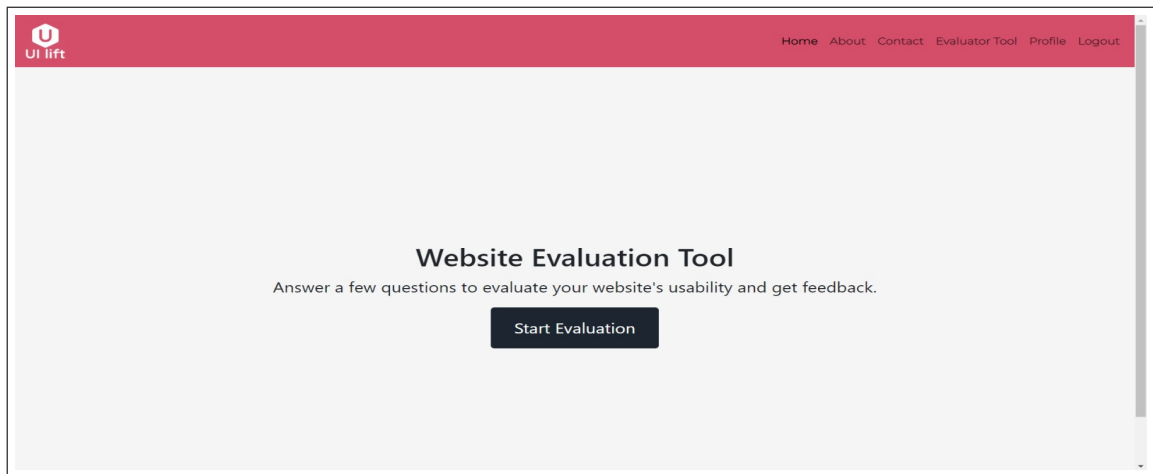 U
UI lift
Home About Contact Evaluator Tool Profile Logout
Website Evaluation Tool
Answer a few questions to evaluate your website's usability and get feedback.
Start Evaluation